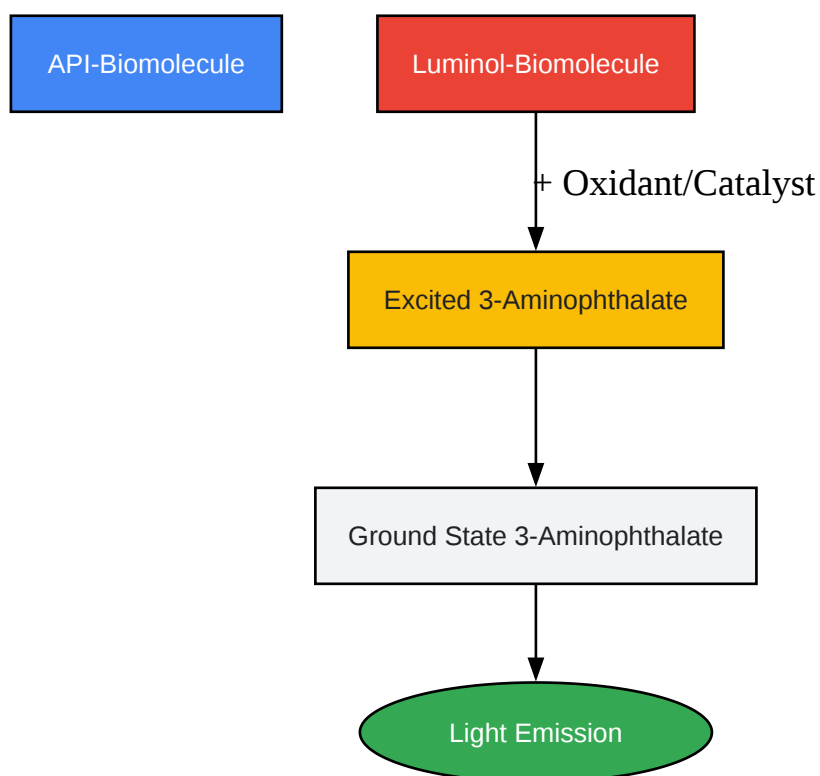 API-Biomolecule
Luminol-Biomolecule
+ Oxidant/Catalyst
Excited 3-Aminophthalate
Ground State 3-Aminophthalate
Light Emission